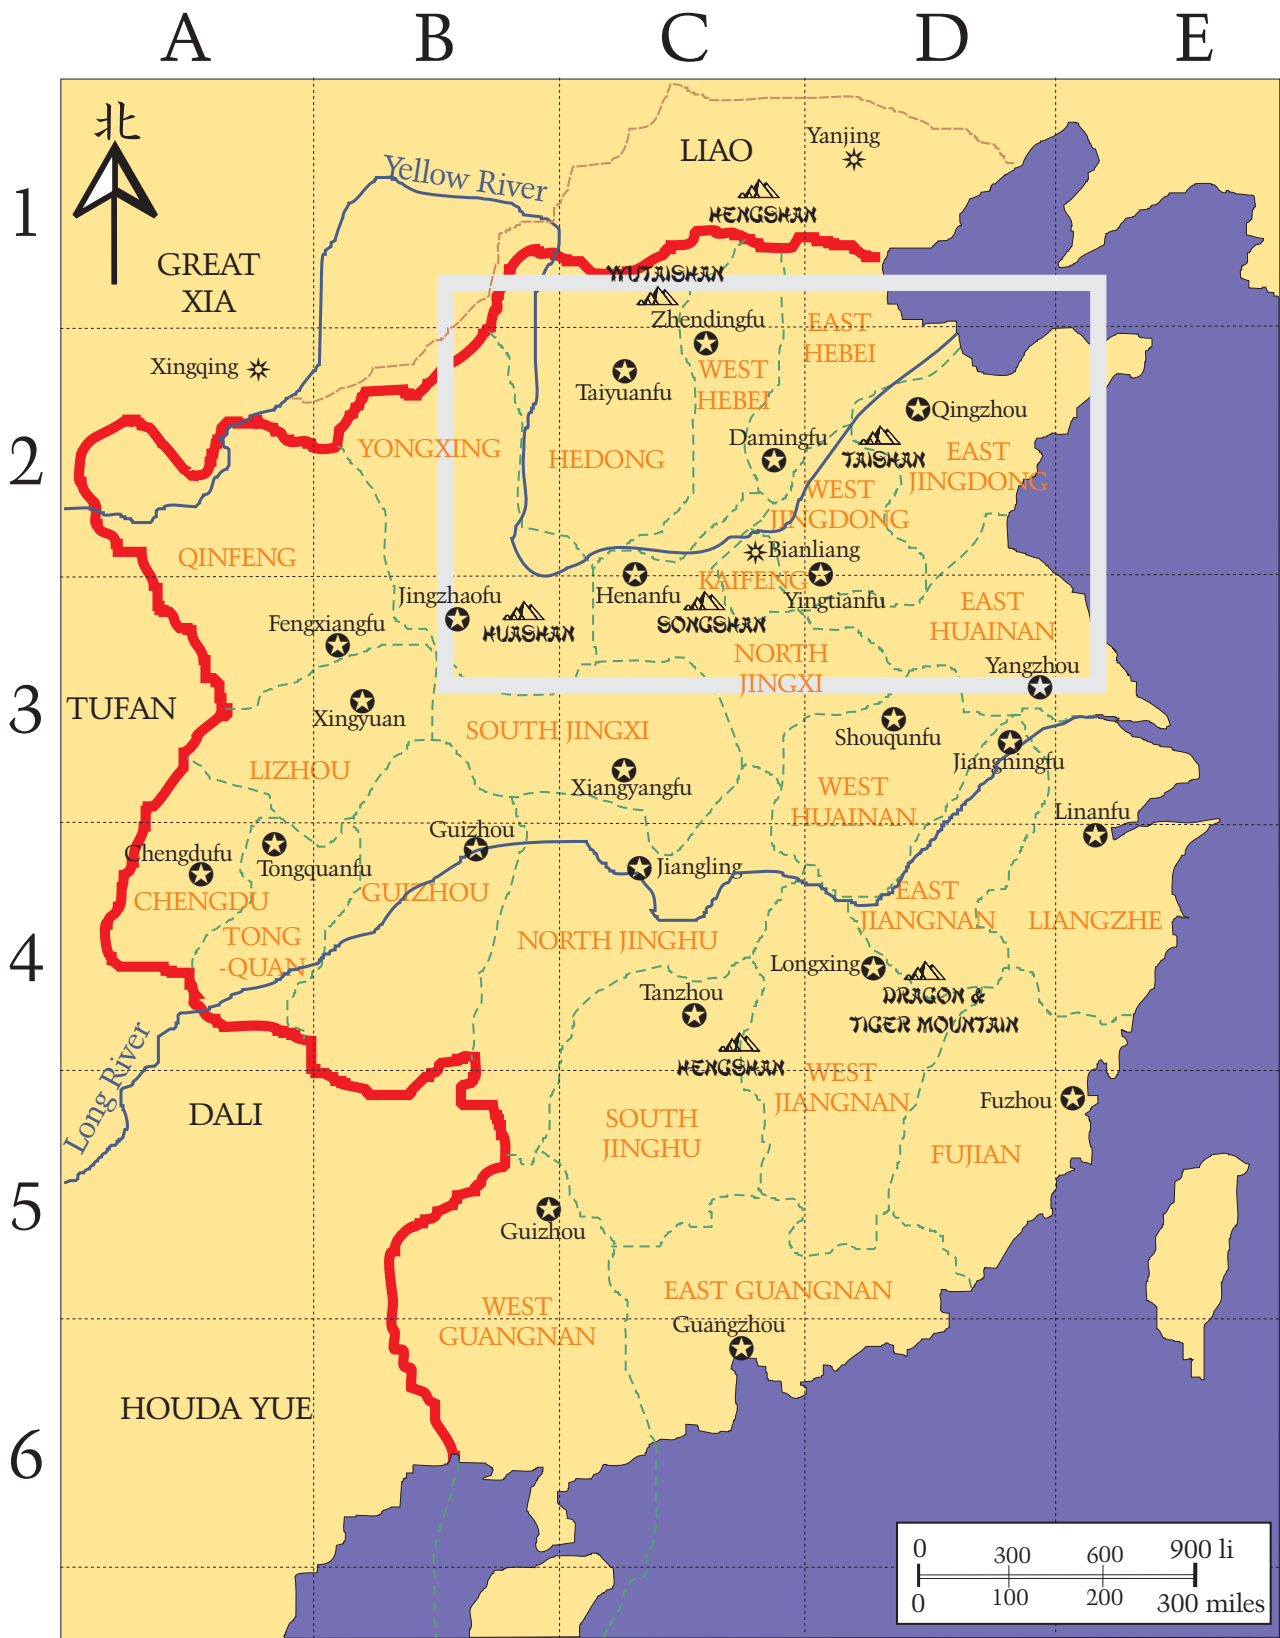 A B C D E
1
2
3
4
5
6
北
Yellow River
LIAO
Yanjing
HENGSHAN
GREAT
XIA
WUTAISHAN
Zhendingfu
EAST
HEBEI
Xingqing
Taiyuanfu
WEST
HEBEI
Qingzhou
Damingfu
TAISHAN
YONGXING
HEDONG
EAST
JINGDONG
WEST
JINGDONG
QINFENG
Bianliang
KAIFENG
Jingzhaofu
Henanfu
Yingtianfu
HUASHAN
SONGSHAN
EAST
HUAINAN
Fengxiangfu
NORTH
JINGXI
Yangzhou
TUFAN
Xingyuan
SOUTH JINGXI
Shouqunfu
Jiangningfu
LIZHOU
Xiangyangfu
WEST
HUAINAN
Linanfu
Guizhou
Chengdufu
Tongquanfu
Jiangling
CHENGDU
GUIZHOU
EAST
JIANGNAN
LIANGZHE
TONG
-QUAN
NORTH JINGHU
Longxing
Tanzhou
DRAGON &
TIGER MOUNTAIN
Long River
HENGSHAN
WEST
JIANGNAN
DALI
SOUTH
JINGHU
Fuzhou
FUJIAN
Guizhou
EAST GUANGNAN
WEST
GUANGNAN
Guangzhou
HOUDA YUE
0 300 600 900 li
0 100 200 300 miles